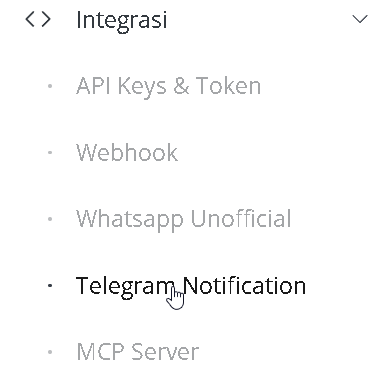 Integrasi
API Keys & Token
Webhook
Whatsapp Unofficial
Telegram Notification
MCP Server